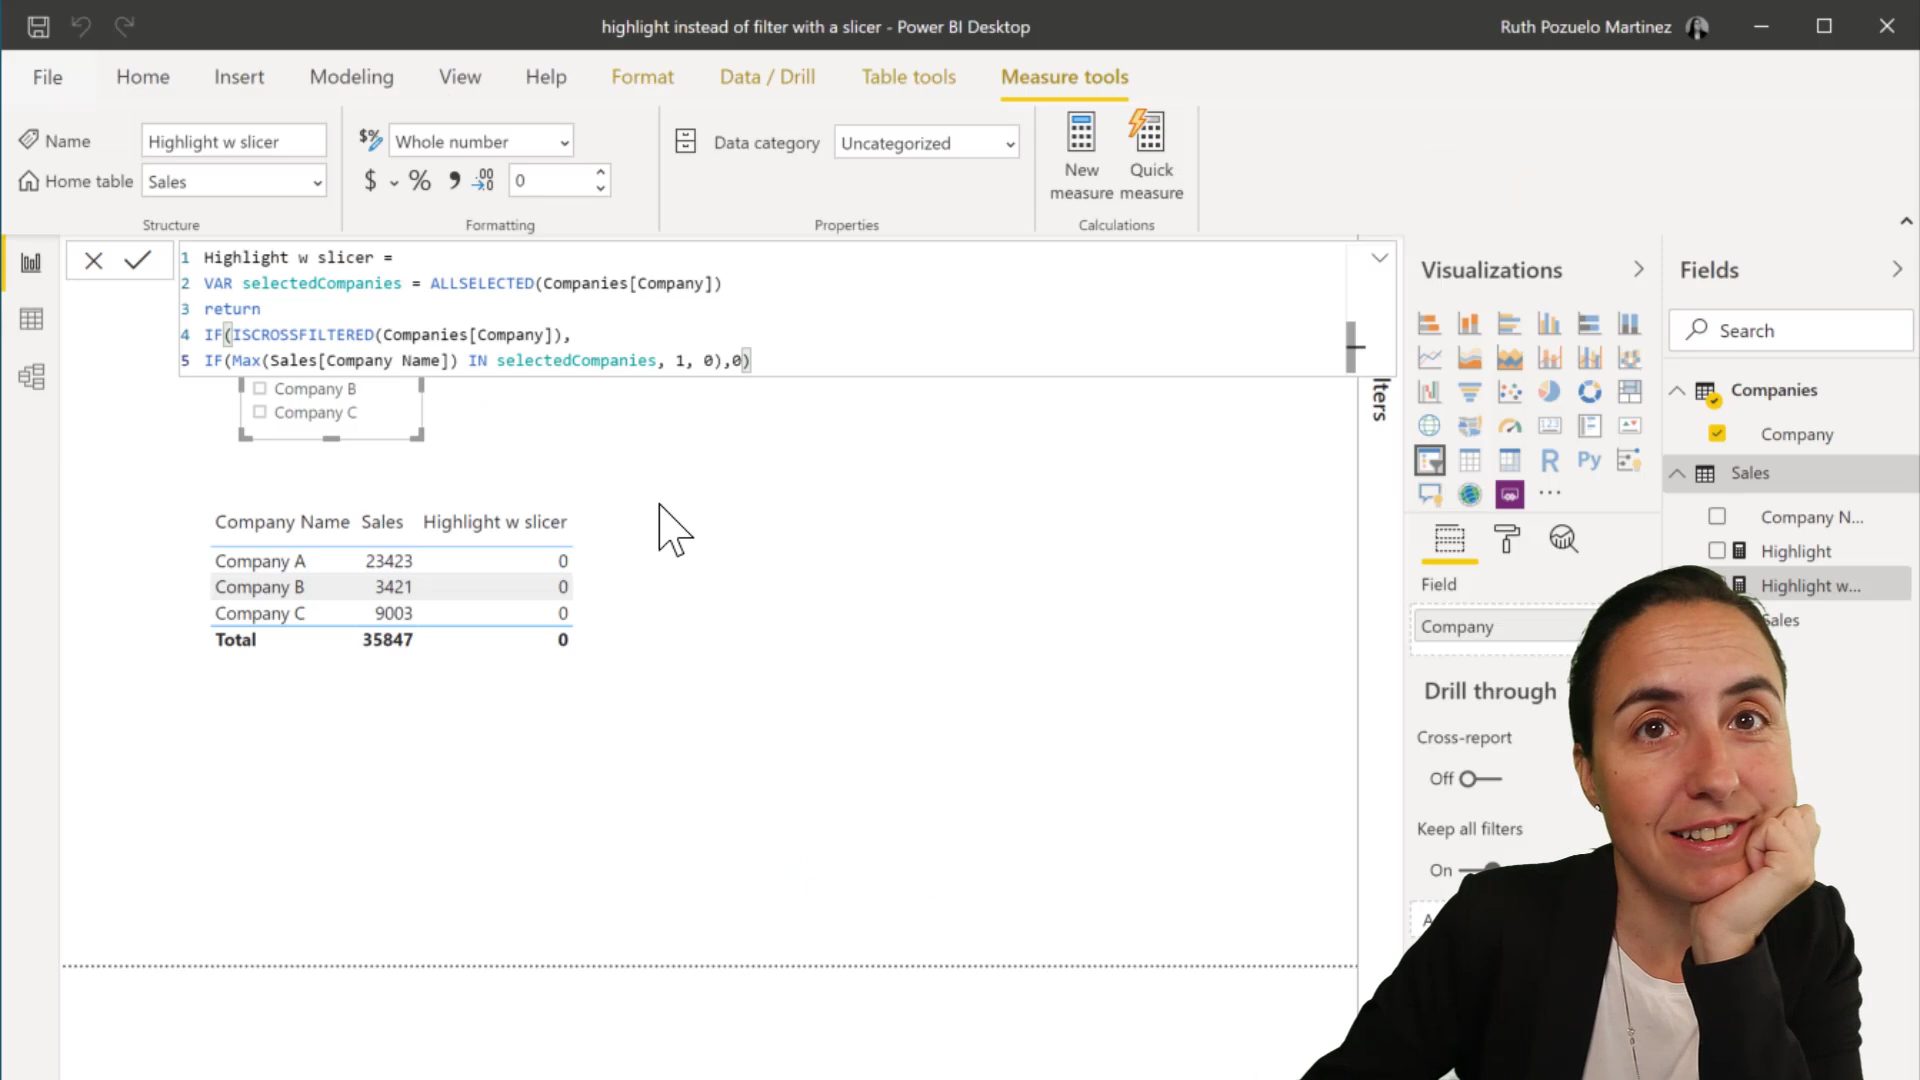 highlight instead of filter with a slicer - Power BI Desktop
Ruth Pozuelo Martinez
File Home Insert Modeling View Help Format Data / Drill Table tools Measure tools
Name Highlight w slicer
Home table Sales
Structure
Whole number
$ % , .00 0
Formatting
Data category Uncategorized
Properties
New measure
Quick measure
Calculations
1 Highlight w slicer =
2 VAR selectedCompanies = ALLSELECTED(Companies[Company])
3 return
4 IF(ISCROSSFILTERED(Companies[Company]),
5 IF(Max(Sales[Company Name]) IN selectedCompanies, 1, 0),0)
Company B
Company C
Company Name Sales Highlight w slicer
Company A 23423 0
Company B 3421 0
Company C 9003 0
Total 35847 0
lters
Visualizations
123
R Py
Field
Company
Drill through
Cross-report
Off
Keep all filters
On
Fields
Search
Companies
Company
Sales
Company N...
Highlight
Highlight w...
Sales